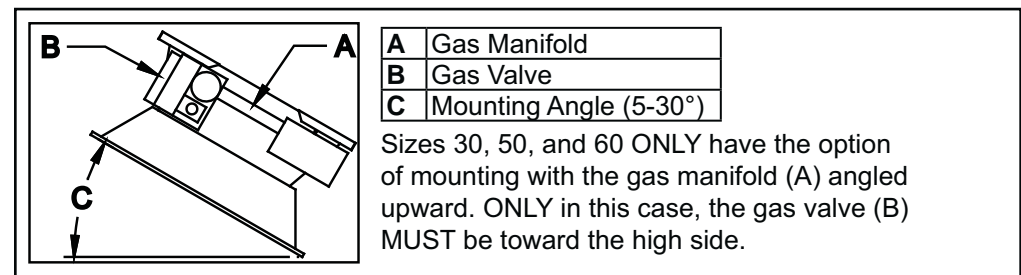 B
A
C
A Gas Manifold
B Gas Valve
C Mounting Angle (5-30°)
Sizes 30, 50, and 60 ONLY have the option
of mounting with the gas manifold (A) angled
upward. ONLY in this case, the gas valve (B)
MUST be toward the high side.